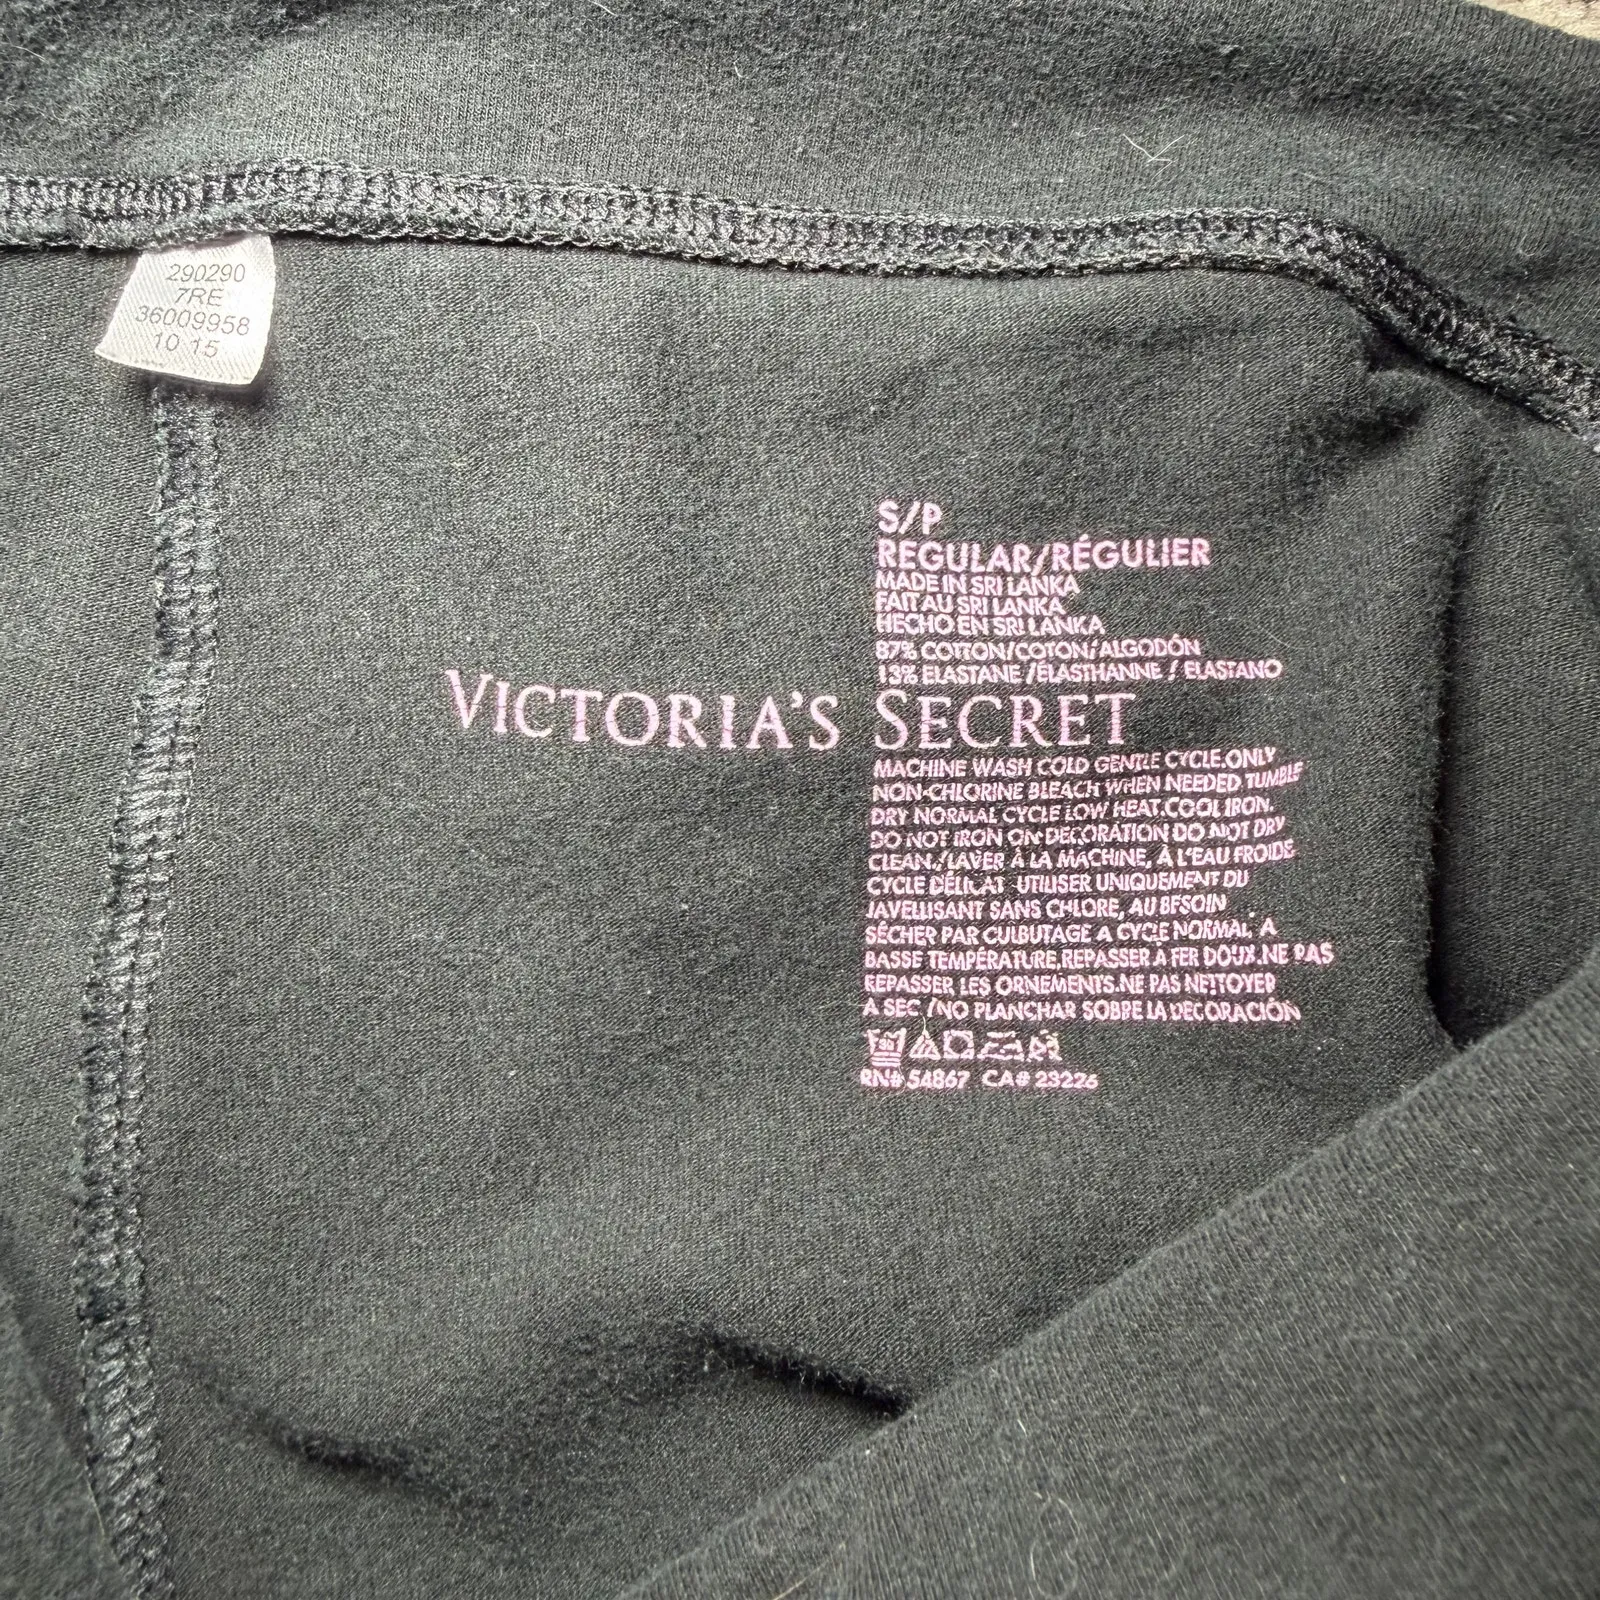 290290
7RE
36009958
10 15
S/P
REGULAR/RÉGULIER
MADE IN SRI LANKA
FAIT AU SRI LANKA
HECHO EN SRI LANKA
87% COTTON/COTON/ALGODÓN
13% ELASTANE /ÉLASTHANNE / ELASTANO
VICTORIA'S SECRET
MACHINE WASH COLD GENTLE CYCLE.ONLY
NON-CHLORINE BLEACH WHEN NEEDED TUMBLE
DRY NORMAL CYCLE LOW HEAT.COOL IRON.
DO NOT IRON ON DECORATION DO NOT DRY
CLEAN./LAVER À LA MACHINE, À L'EAU FROIDE
CYCLE DÉLICAT UTILISER UNIQUEMENT DU
JAVELLISANT SANS CHLORE, AU BESOIN
SÉCHER PAR CULBUTAGE A CYCLE NORMAL, A
BASSE TEMPÉRATURE.REPASSER À FER DOUX.NE PAS
REPASSER LES ORNEMENTS.NE PAS NETTOYER
A SEC /NO PLANCHAR SOBRE LA DECORACIÓN
30
RN# 54867 CA# 23226